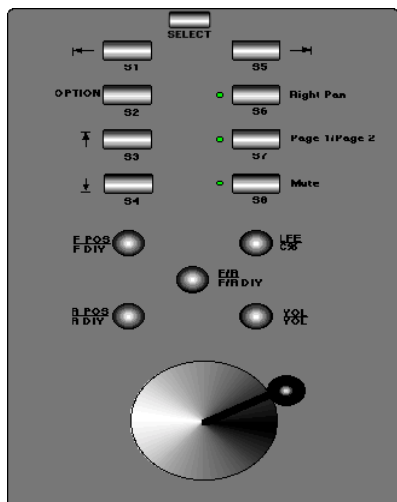 SELECT
S1
S5
OPTION
S2
S6
Right Pan
S3
S7
Page 1/Page 2
S4
S8
Mute
F POS
F DIV
LFE
C%
F/R
F/R DIV
R POS
R DIV
VOL
VOL